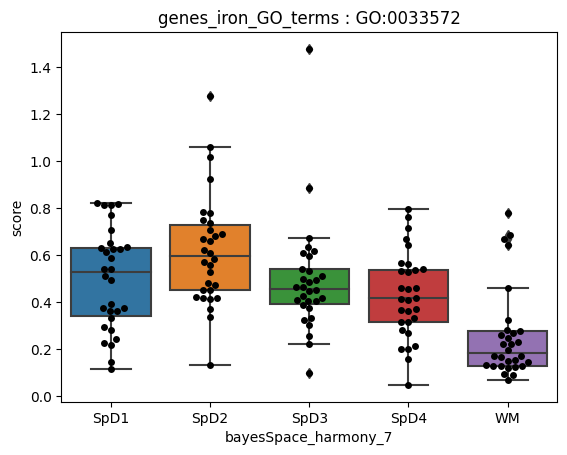 genes_iron_GO_terms : GO:0033572
score
1.4
1.2
1.0
0.8
0.6
0.4
0.2
0.0
SpD1 SpD2 SpD3 SpD4 WM
bayesSpace_harmony_7